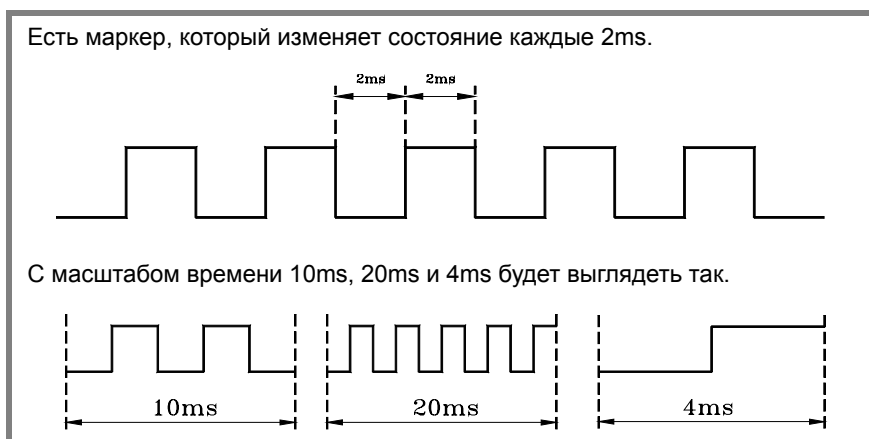 Есть маркер, который изменяет состояние каждые 2ms.
2ms 2ms
С масштабом времени 10ms, 20ms и 4ms будет выглядеть так.
10ms 20ms 4ms